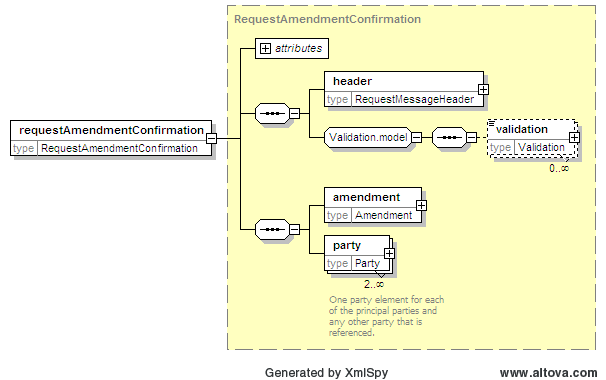 RequestAmendmentConfirmation
attributes
header
type RequestMessageHeader
requestAmendmentConfirmation
type RequestAmendmentConfirmation
Validation.model
validation
type Validation
0..∞
amendment
type Amendment
party
type Party
2..∞
One party element for each
of the principal parties and
any other party that is
referenced.
Generated by XmlSpy
www.altova.com